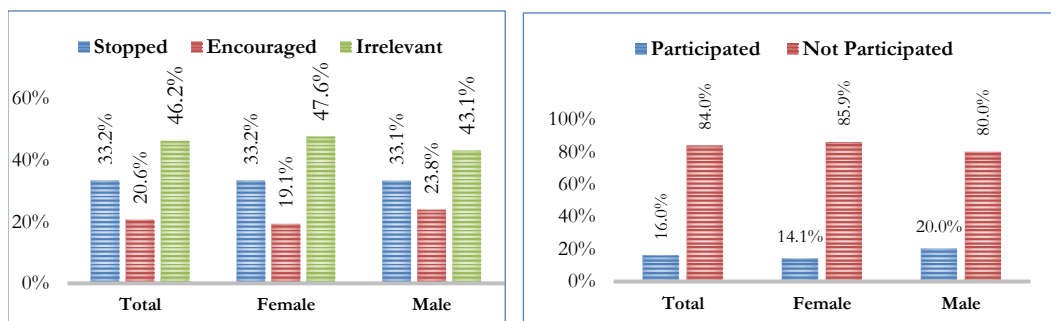 Stopped Encouraged Irrelevant
60%
40%
20%
0%
33.2% 20.6% 46.2%
33.2% 19.1% 47.6%
33.1% 23.8% 43.1%
Total Female Male
Participated Not Participated
100%
80%
60%
40%
20%
0%
16.0% 84.0%
14.1% 85.9%
20.0% 80.0%
Total Female Male